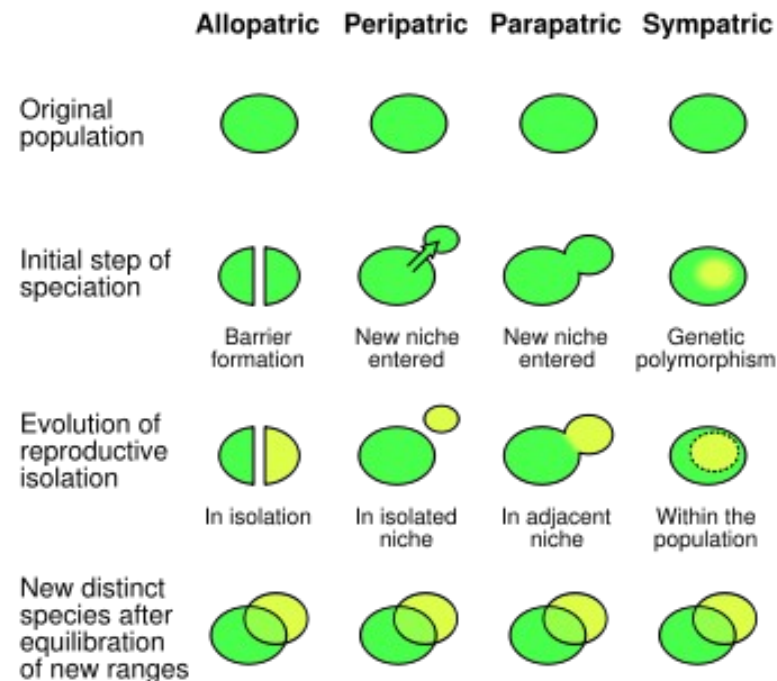 Allopatric Peripatric Parapatric Sympatric
Original
population
Initial step of
speciation
Barrier
formation
New niche
entered
New niche
entered
Genetic
polymorphism
Evolution of
reproductive
isolation
In isolation
In isolated
niche
In adjacent
niche
Within the
population
New distinct
species after
equilibration
of new ranges